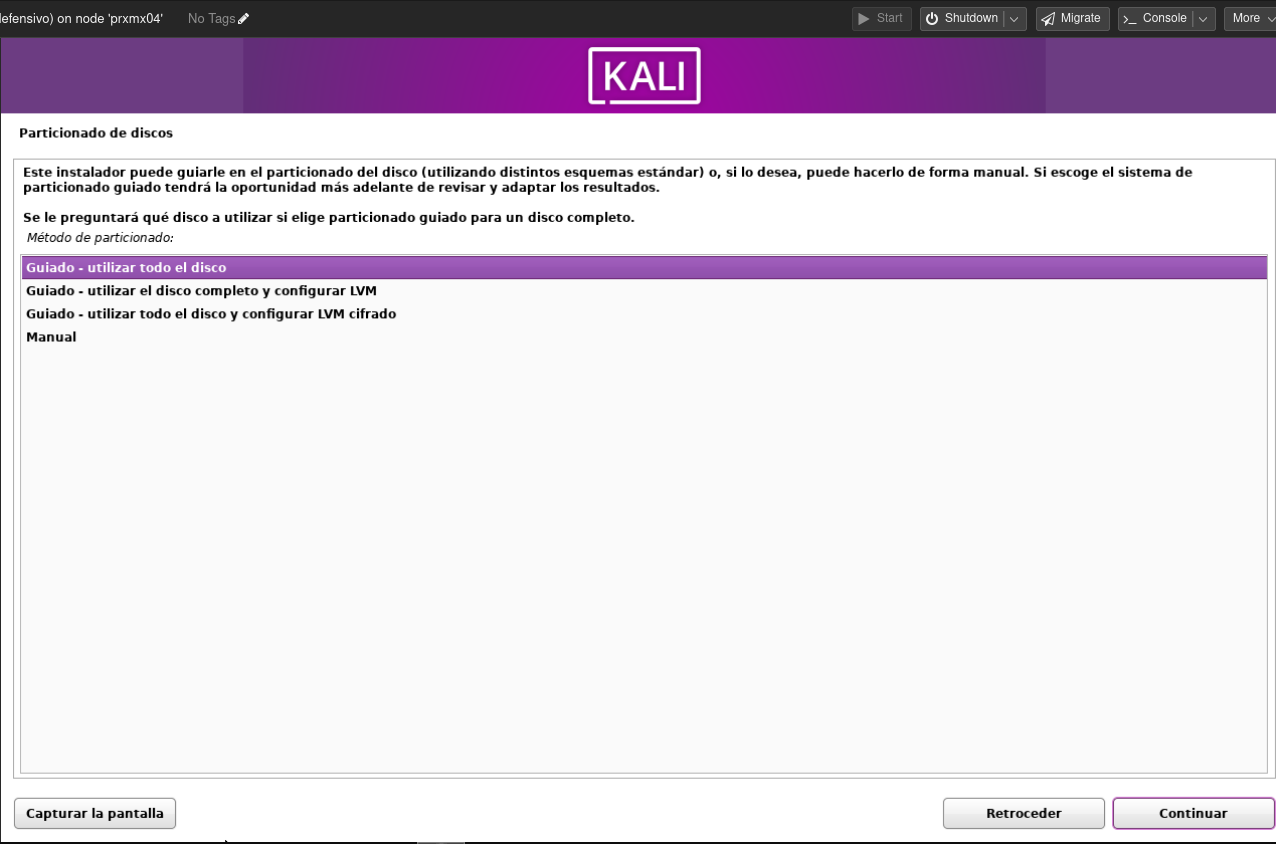 efensivo) on node 'prxmx04' No Tags Start Shutdown Migrate Console More
KALI
Particionado de discos
Este instalador puede guiarle en el particionado del disco (utilizando distintos esquemas estándar) o, si lo desea, puede hacerlo de forma manual. Si escoge el sistema de
particionado guiado tendrá la oportunidad más adelante de revisar y adaptar los resultados.
Se le preguntará qué disco a utilizar si elige particionado guiado para un disco completo.
Método de particionado:
Guiado - utilizar todo el disco
Guiado - utilizar el disco completo y configurar LVM
Guiado - utilizar todo el disco y configurar LVM cifrado
Manual
Capturar la pantalla Retroceder Continuar